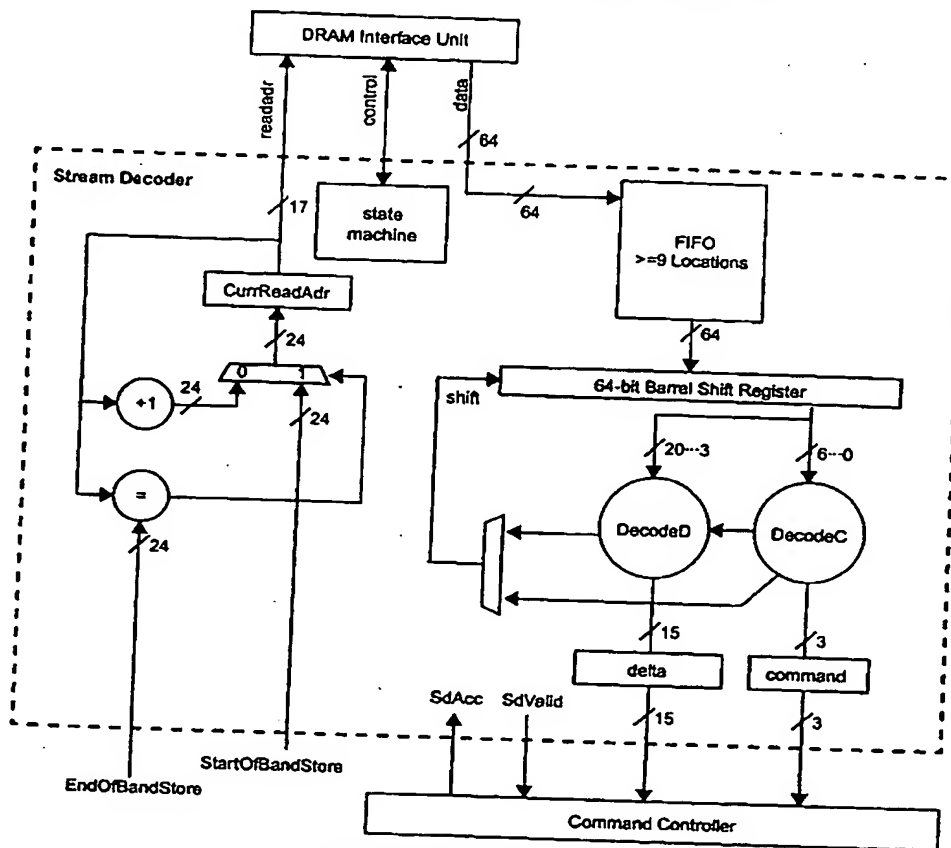 DRAM Interface Unit
readadr
control
data
64
Stream Decoder
17
state
machine
64
FIFO
>=9 Locations
CurrReadAdr
24
64
0 1
64-bit Barrel Shift Register
shift
24
+1
24
20---3
6---0
=
DecodeD
DecodeC
24
15
3
delta
command
SdAcc
SdValid
15
3
StartOfBandStore
EndOfBandStore
Command Controller